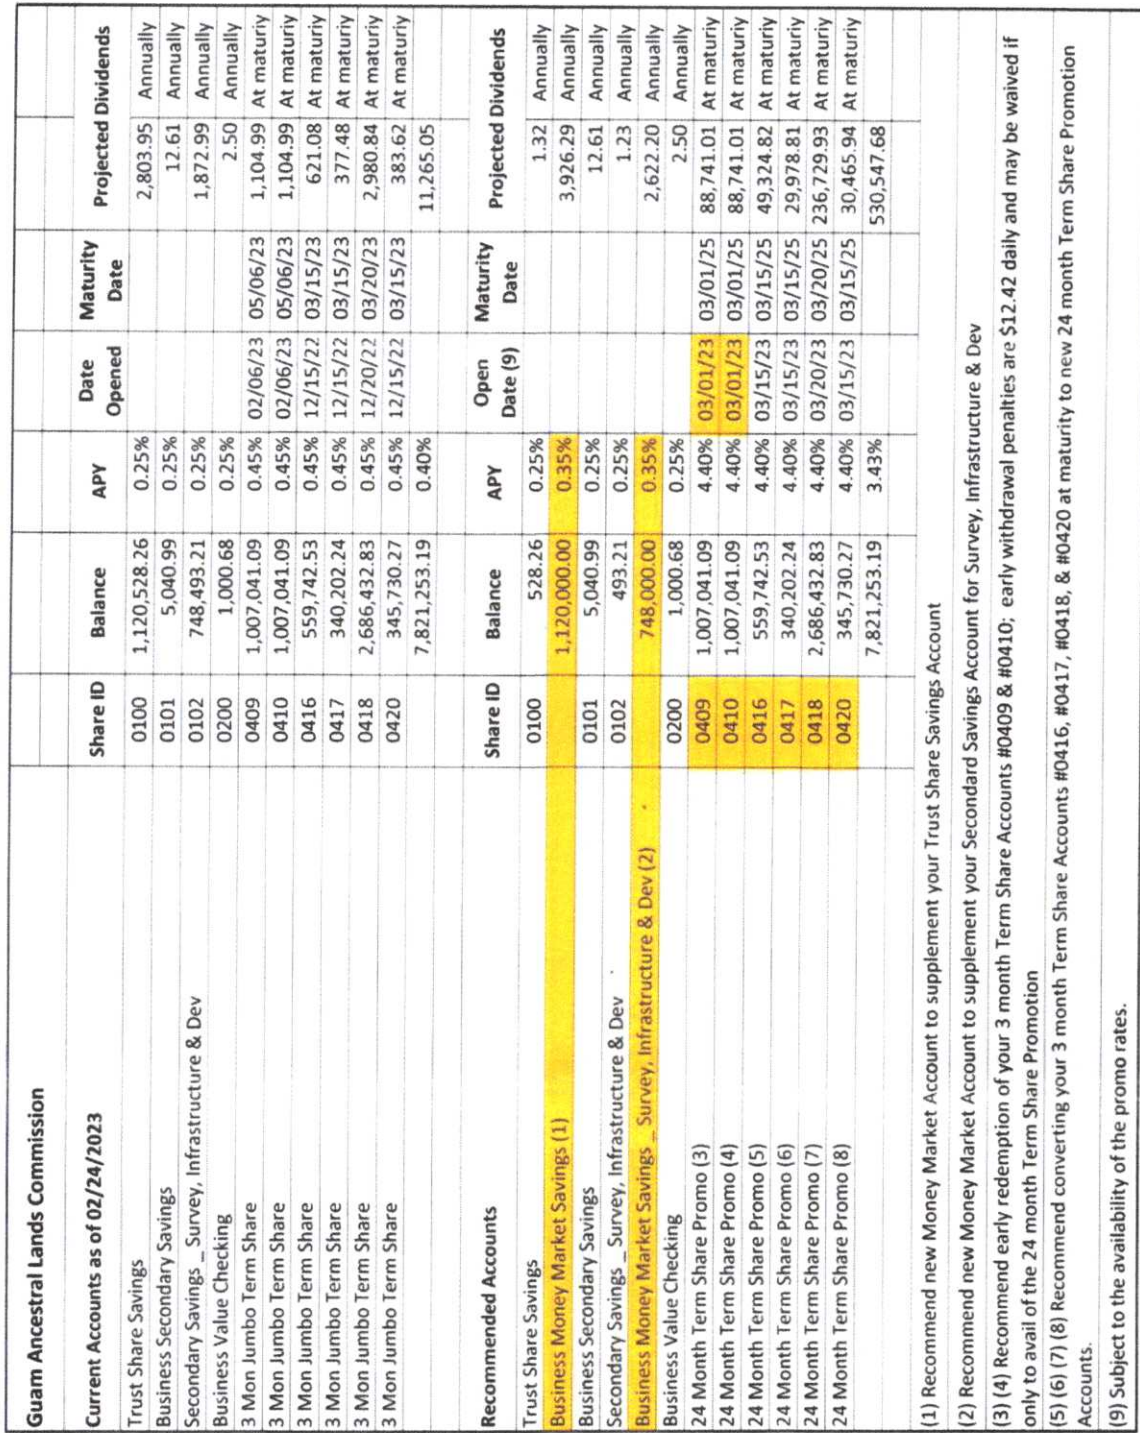 Guam Ancestral Lands Commission
Current Accounts as of 02/24/2023 Share ID Balance APY Date Opened Maturity Date Projected Dividends
Trust Share Savings 0100 1,120,528.26 0.25% 2,803.95 Annually
Business Secondary Savings 0101 5,040.99 0.25% 12.61 Annually
Secondary Savings _ Survey, Infrastructure & Dev 0102 748,493.21 0.25% 1,872.99 Annually
Business Value Checking 0200 1,000.68 0.25% 2.50 Annually
3 Mon Jumbo Term Share 0409 1,007,041.09 0.45% 02/06/23 05/06/23 1,104.99 At maturiy
3 Mon Jumbo Term Share 0410 1,007,041.09 0.45% 02/06/23 05/06/23 1,104.99 At maturiy
3 Mon Jumbo Term Share 0416 559,742.53 0.45% 12/15/22 03/15/23 621.08 At maturiy
3 Mon Jumbo Term Share 0417 340,202.24 0.45% 12/15/22 03/15/23 377.48 At maturiy
3 Mon Jumbo Term Share 0418 2,686,432.83 0.45% 12/20/22 03/20/23 2,980.84 At maturiy
3 Mon Jumbo Term Share 0420 345,730.27 0.45% 12/15/22 03/15/23 383.62 At maturiy
7,821,253.19 0.40% 11,265.05
Recommended Accounts Share ID Balance APY Open Date (9) Maturity Date Projected Dividends
Trust Share Savings 0100 528.26 0.25% 1.32 Annually
Business Money Market Savings (1) 1,120,000.00 0.35% 3,926.29 Annually
Business Secondary Savings 0101 5,040.99 0.25% 12.61 Annually
Secondary Savings _ Survey, Infrastructure & Dev 0102 493.21 0.25% 1.23 Annually
Business Money Market Savings _ Survey, Infrastructure & Dev (2) 748,000.00 0.35% 2,622.20 Annually
Business Value Checking 0200 1,000.68 0.25% 2.50 Annually
24 Month Term Share Promo (3) 0409 1,007,041.09 4.40% 03/01/23 03/01/25 88,741.01 At maturiy
24 Month Term Share Promo (4) 0410 1,007,041.09 4.40% 03/01/23 03/01/25 88,741.01 At maturiy
24 Month Term Share Promo (5) 0416 559,742.53 4.40% 03/15/23 03/15/25 49,324.82 At maturiy
24 Month Term Share Promo (6) 0417 340,202.24 4.40% 03/15/23 03/15/25 29,978.81 At maturiy
24 Month Term Share Promo (7) 0418 2,686,432.83 4.40% 03/20/23 03/20/25 236,729.93 At maturiy
24 Month Term Share Promo (8) 0420 345,730.27 4.40% 03/15/23 03/15/25 30,465.94 At maturiy
7,821,253.19 3.43% 530,547.68
(1) Recommend new Money Market Account to supplement your Trust Share Savings Account
(2) Recommend new Money Market Account to supplement your Secondard Savings Account for Survey, Infrastructure & Dev
(3) (4) Recommend early redemption of your 3 month Term Share Accounts #0409 & #0410; early withdrawal penalties are $12.42 daily and may be waived if
only to avail of the 24 month Term Share Promotion
(5) (6) (7) (8) Recommend converting your 3 month Term Share Accounts #0416, #0417, #0418, & #0420 at maturity to new 24 month Term Share Promotion
Accounts.
(9) Subject to the availability of the promo rates.